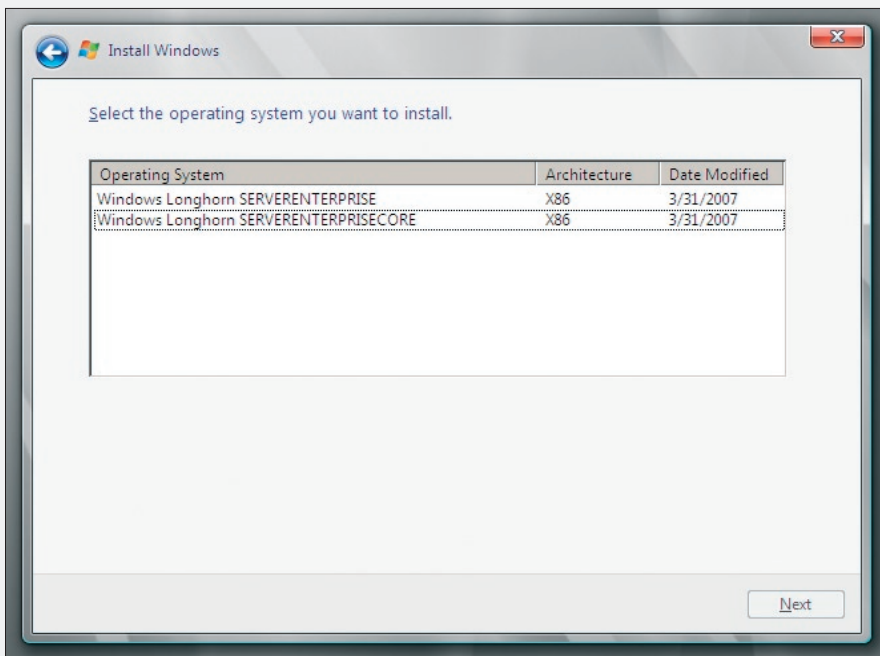 Install Windows
Select the operating system you want to install.
Operating System Architecture Date Modified
Windows Longhorn SERVERENTERPRISE X86 3/31/2007
Windows Longhorn SERVERENTERPRISECORE X86 3/31/2007
Next